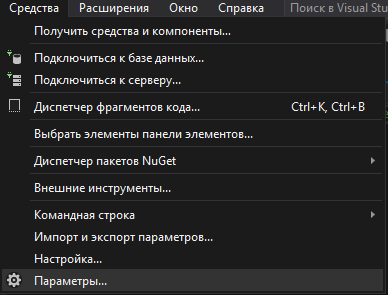 Средства Расширения Окно Справка Поиск в Visual Stu
Получить средства и компоненты...
Подключиться к базе данных...
Подключиться к серверу...
Диспетчер фрагментов кода... Ctrl+K, Ctrl+B
Выбрать элементы панели элементов...
Диспетчер пакетов NuGet
Внешние инструменты...
Командная строка
Импорт и экспорт параметров...
Настройка...
Параметры...